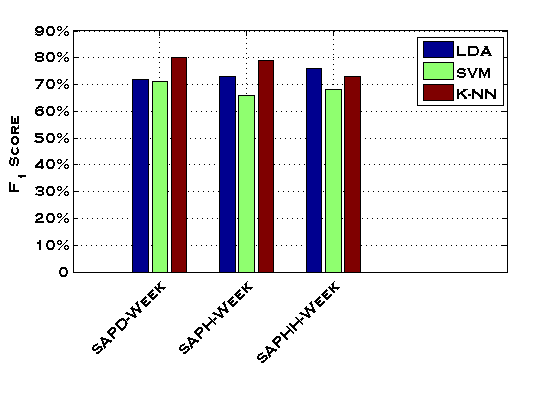 90%
80%
70%
60%
50%
40%
30%
20%
10%
0
F1 Score
LDA
SVM
K-NN
SAPD-Week
SAPH-Week
SAPHH-Week